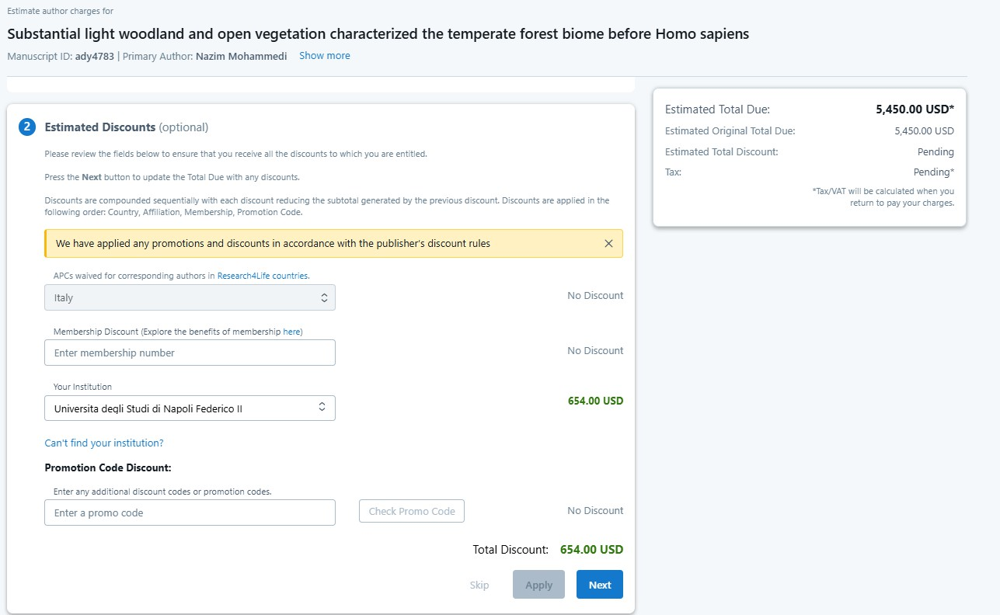 Estimate author charges for
Substantial light woodland and open vegetation characterized the temperate forest biome before Homo sapiens
Manuscript ID: ady4783 | Primary Author: Nazim Mohammedi Show more
2 Estimated Discounts (optional)
Please review the fields below to ensure that you receive all the discounts to which you are entitled.
Press the Next button to update the Total Due with any discounts.
Discounts are compounded sequentially with each discount reducing the subtotal generated by the previous discount. Discounts are applied in the
following order: Country, Affiliation, Membership, Promotion Code.
We have applied any promotions and discounts in accordance with the publisher's discount rules
APCs waived for corresponding authors in Research4Life countries.
Italy
No Discount
Membership Discount (Explore the benefits of membership here)
Enter membership number
No Discount
Your Institution
Universita degli Studi di Napoli Federico II
654.00 USD
Can't find your institution?
Promotion Code Discount:
Enter any additional discount codes or promotion codes.
Enter a promo code
Check Promo Code
No Discount
Total Discount: 654.00 USD
Skip
Apply
Next
Estimated Total Due: 5,450.00 USD*
Estimated Original Total Due: 5,450.00 USD
Estimated Total Discount: Pending
Tax: Pending*
*Tax/VAT will be calculated when you
return to pay your charges.